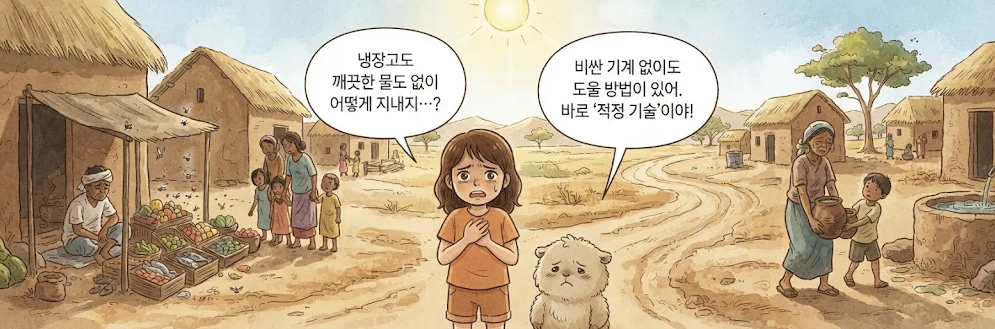 냉장고도
깨끗한 물도 없이
어떻게 지내지…?
비싼 기계 없이도
도울 방법이 있어.
바로 ‘적정 기술’이야!